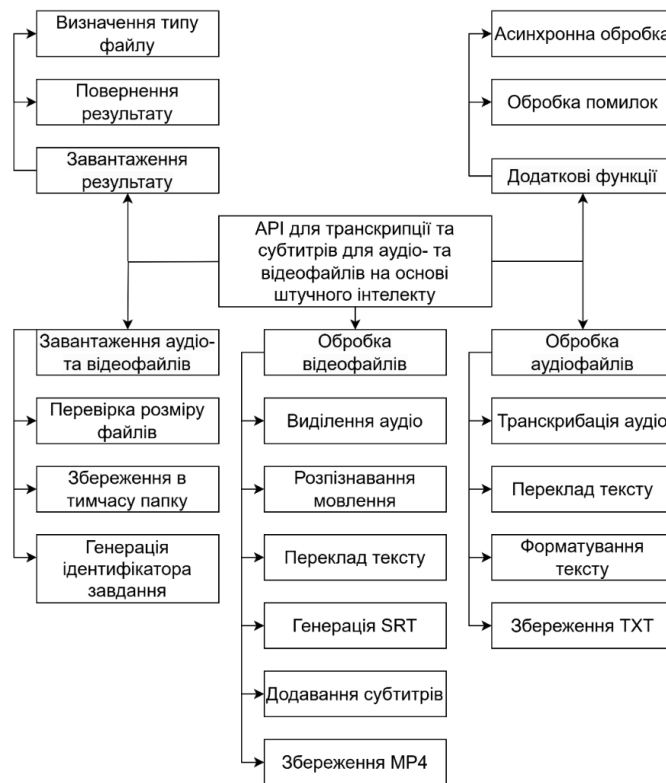 Визначення типу
файлу
Повернення
результату
Завантаження
результату
Асинхронна обробка
Обробка помилок
Додаткові функції
API для транскрипції та
субтитрів для аудіо- та
відеофайлів на основі
штучного інтелекту
Завантаження аудіо-
та відеофайлів
Перевірка розміру
файлів
Збереження в
тимчасу папку
Генерація
ідентифікатора
завдання
Обробка
відеофайлів
Виділення аудіо
Розпізнавання
мовлення
Переклад тексту
Генерація SRT
Додавання субтитрів
Збереження MP4
Обробка
аудіофайлів
Транскрибація аудіо
Переклад тексту
Форматування
тексту
Збереження TXT